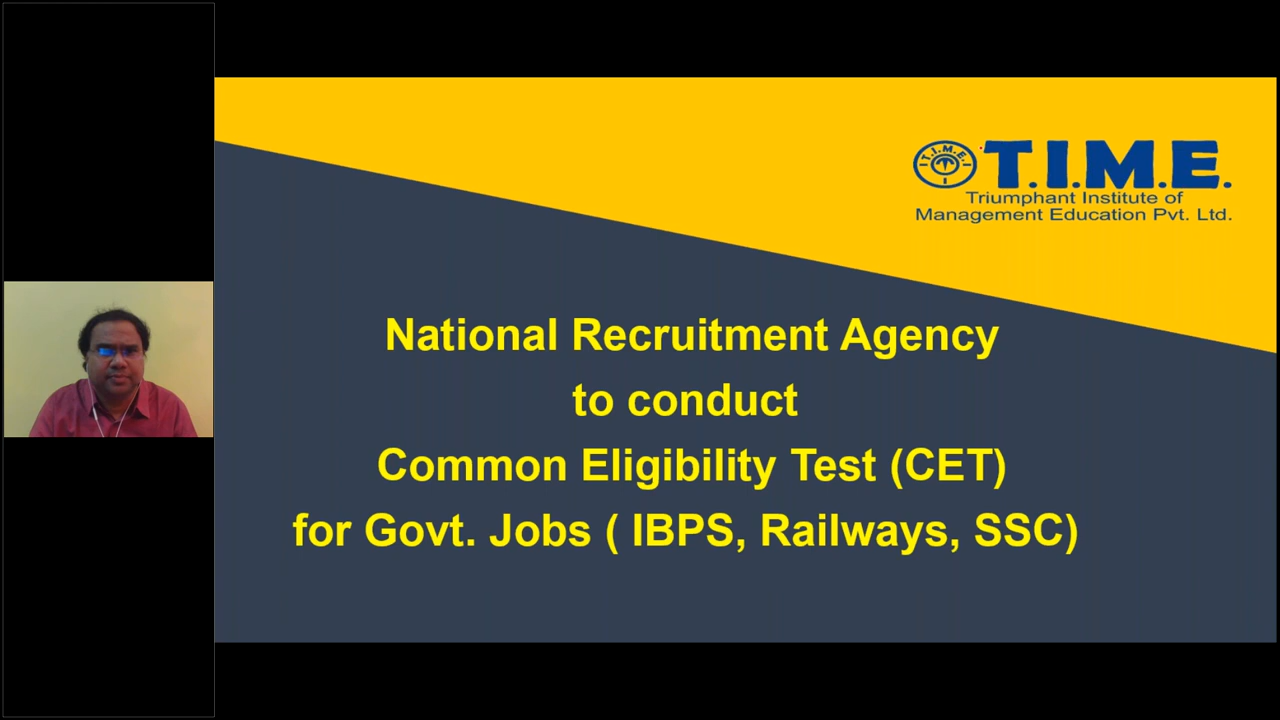 T.I.M.E.
T.I.M.E.
Triumphant Institute of
Management Education Pvt. Ltd.
National Recruitment Agency
to conduct
Common Eligibility Test (CET)
for Govt. Jobs ( IBPS, Railways, SSC)